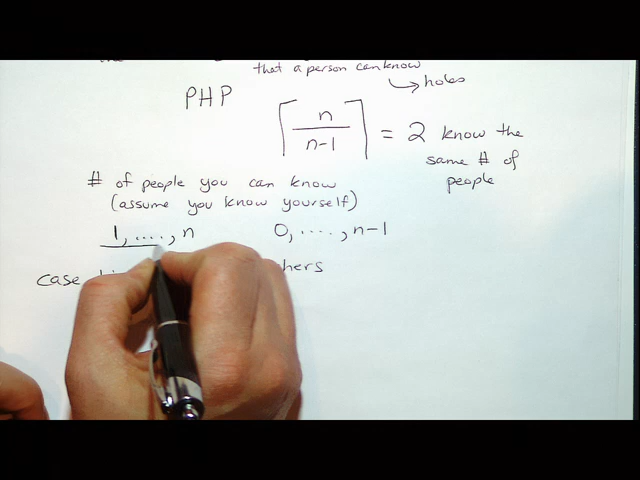 that a person can know
holes
PHP
⌈ n / n-1 ⌉ = 2 know the
same # of
people
# of people you can know
(assume you know yourself)
1, ...., n    0, ...., n-1
case